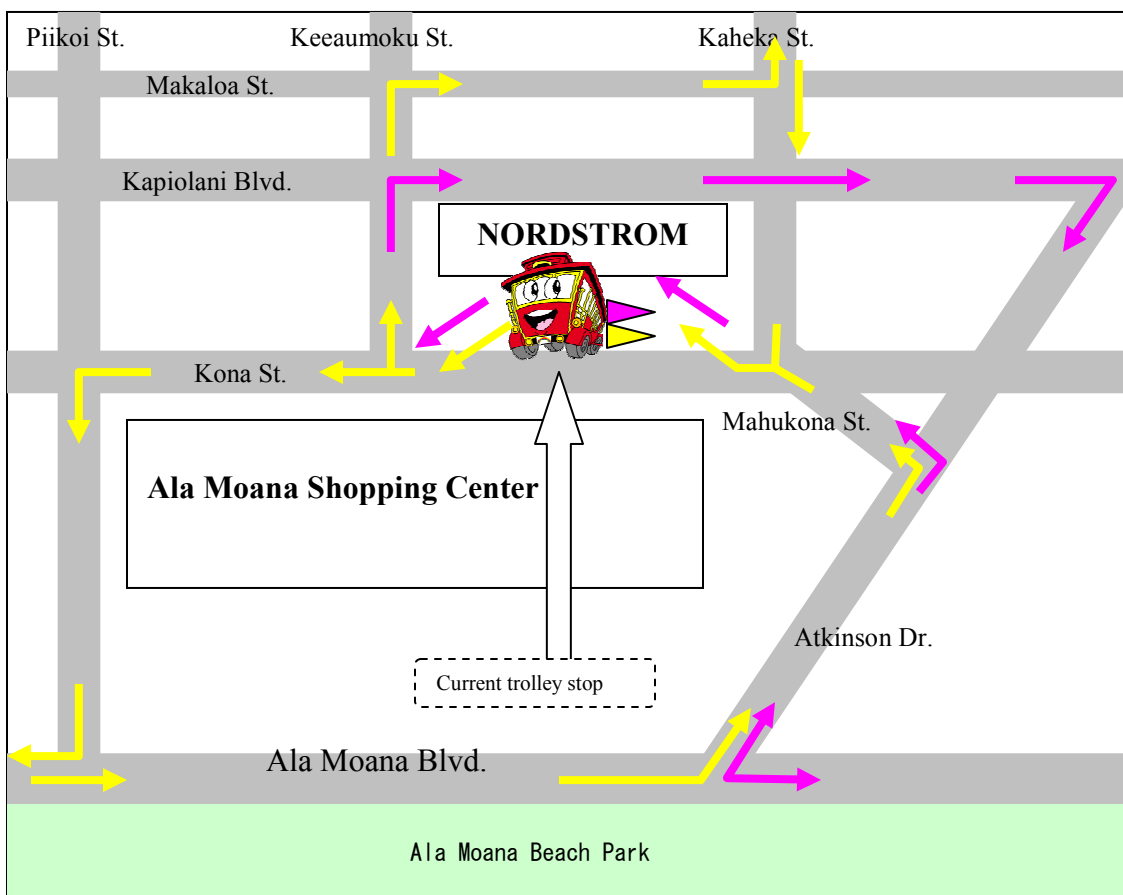 Piikoi St.
Keeaumoku St.
Kaheka St.
Makaloa St.
Kapiolani Blvd.
NORDSTROM
Kona St.
Mahukona St.
Ala Moana Shopping Center
Atkinson Dr.
Current trolley stop
Ala Moana Blvd.
Ala Moana Beach Park